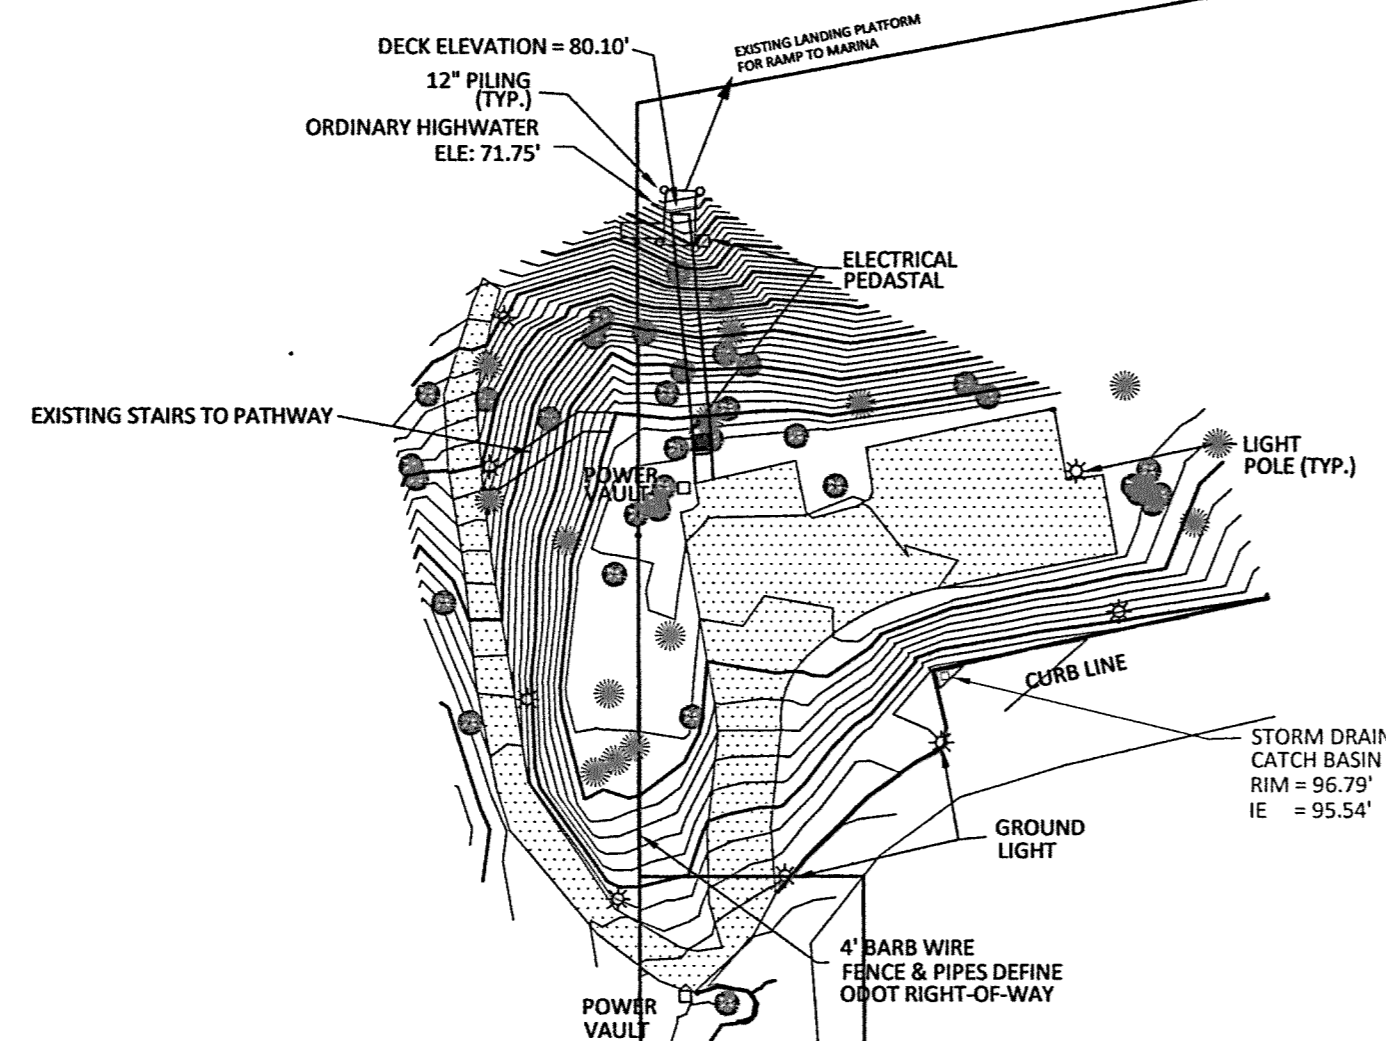 EXISTING LANDING PLATFORM
FOR RAMP TO MARINA
DECK ELEVATION = 80.10'
12" PILING
(TYP.)
ORDINARY HIGHWATER
ELE: 71.75'
ELECTRICAL
PEDASTAL
EXISTING STAIRS TO PATHWAY
LIGHT
POLE (TYP.)
POWER
VAULT
CURB LINE
STORM DRAIN
CATCH BASIN
RIM = 96.79'
IE = 95.54'
GROUND
LIGHT
4' BARB WIRE
FENCE & PIPES DEFINE
ODOT RIGHT-OF-WAY
POWER
VAULT